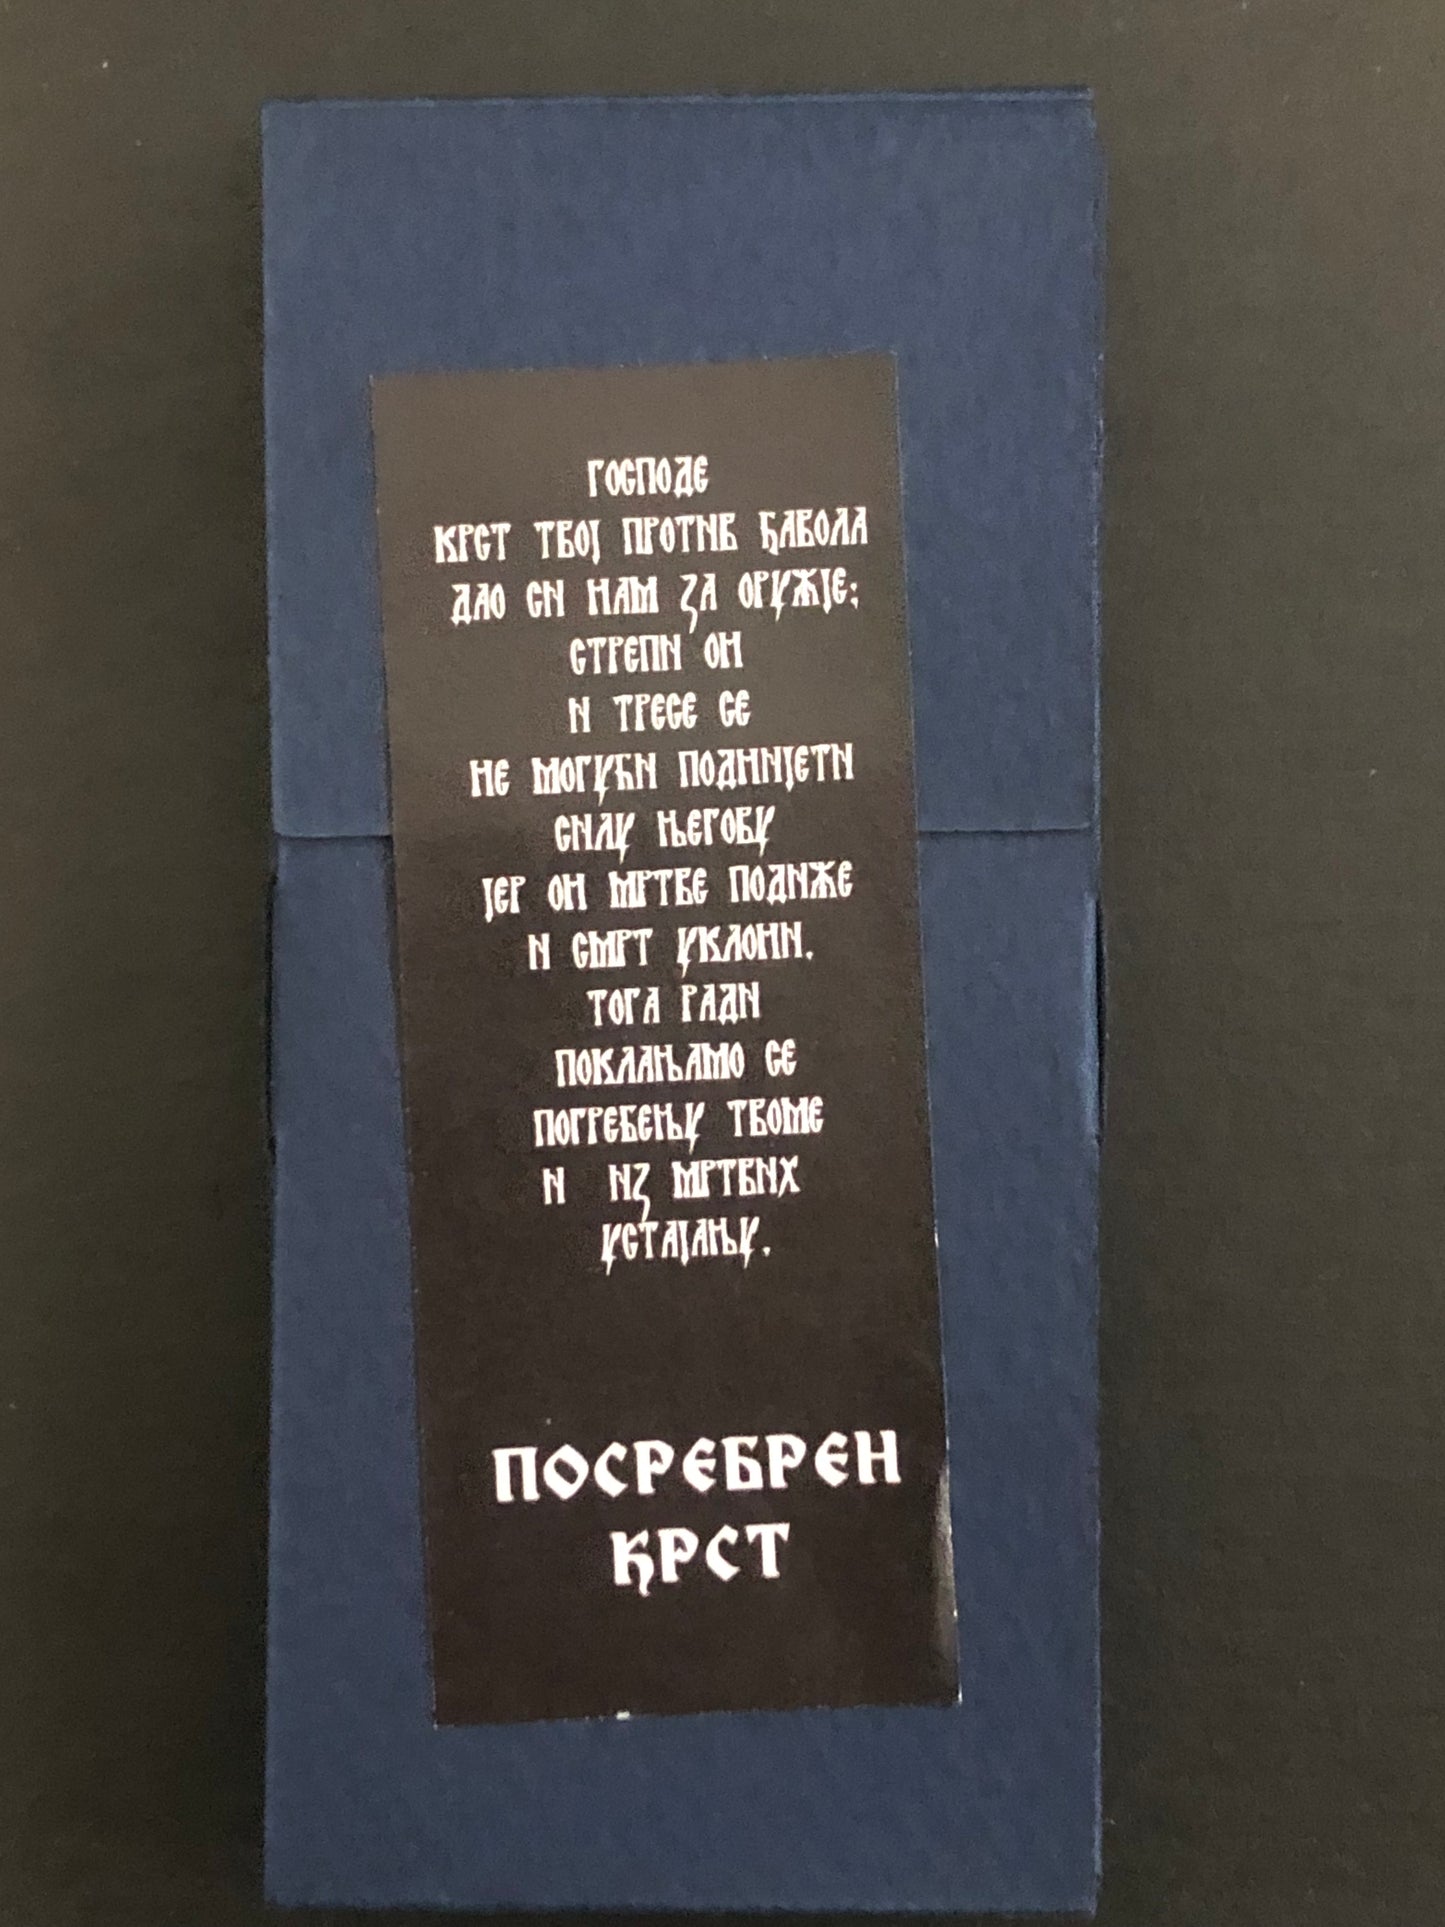 ГОСПОДЕ
КРСТ ТВОЈ ПРОТИВ ЂАВОЛА
ДАО СИ НАМ ЗА ОРУЖЈЕ;
СТРЕПИ ОН
И ТРЕСЕ СЕ
НЕ МОГУЋИ ПОДНИЈЕТИ
СИЛУ ЊЕГОВУ
ЈЕР ОН МРТВЕ ПОДИЖЕ
И СМРТ УКЛОНИ.
ТОГА РАДИ
ПОКЛАЊАМО СЕ
ПОГРЕБЕЊУ ТВОМЕ
И ИЗ МРТВИХ
УСТАЈАЊУ.
ПОСРЕБРЕН
КРСТ